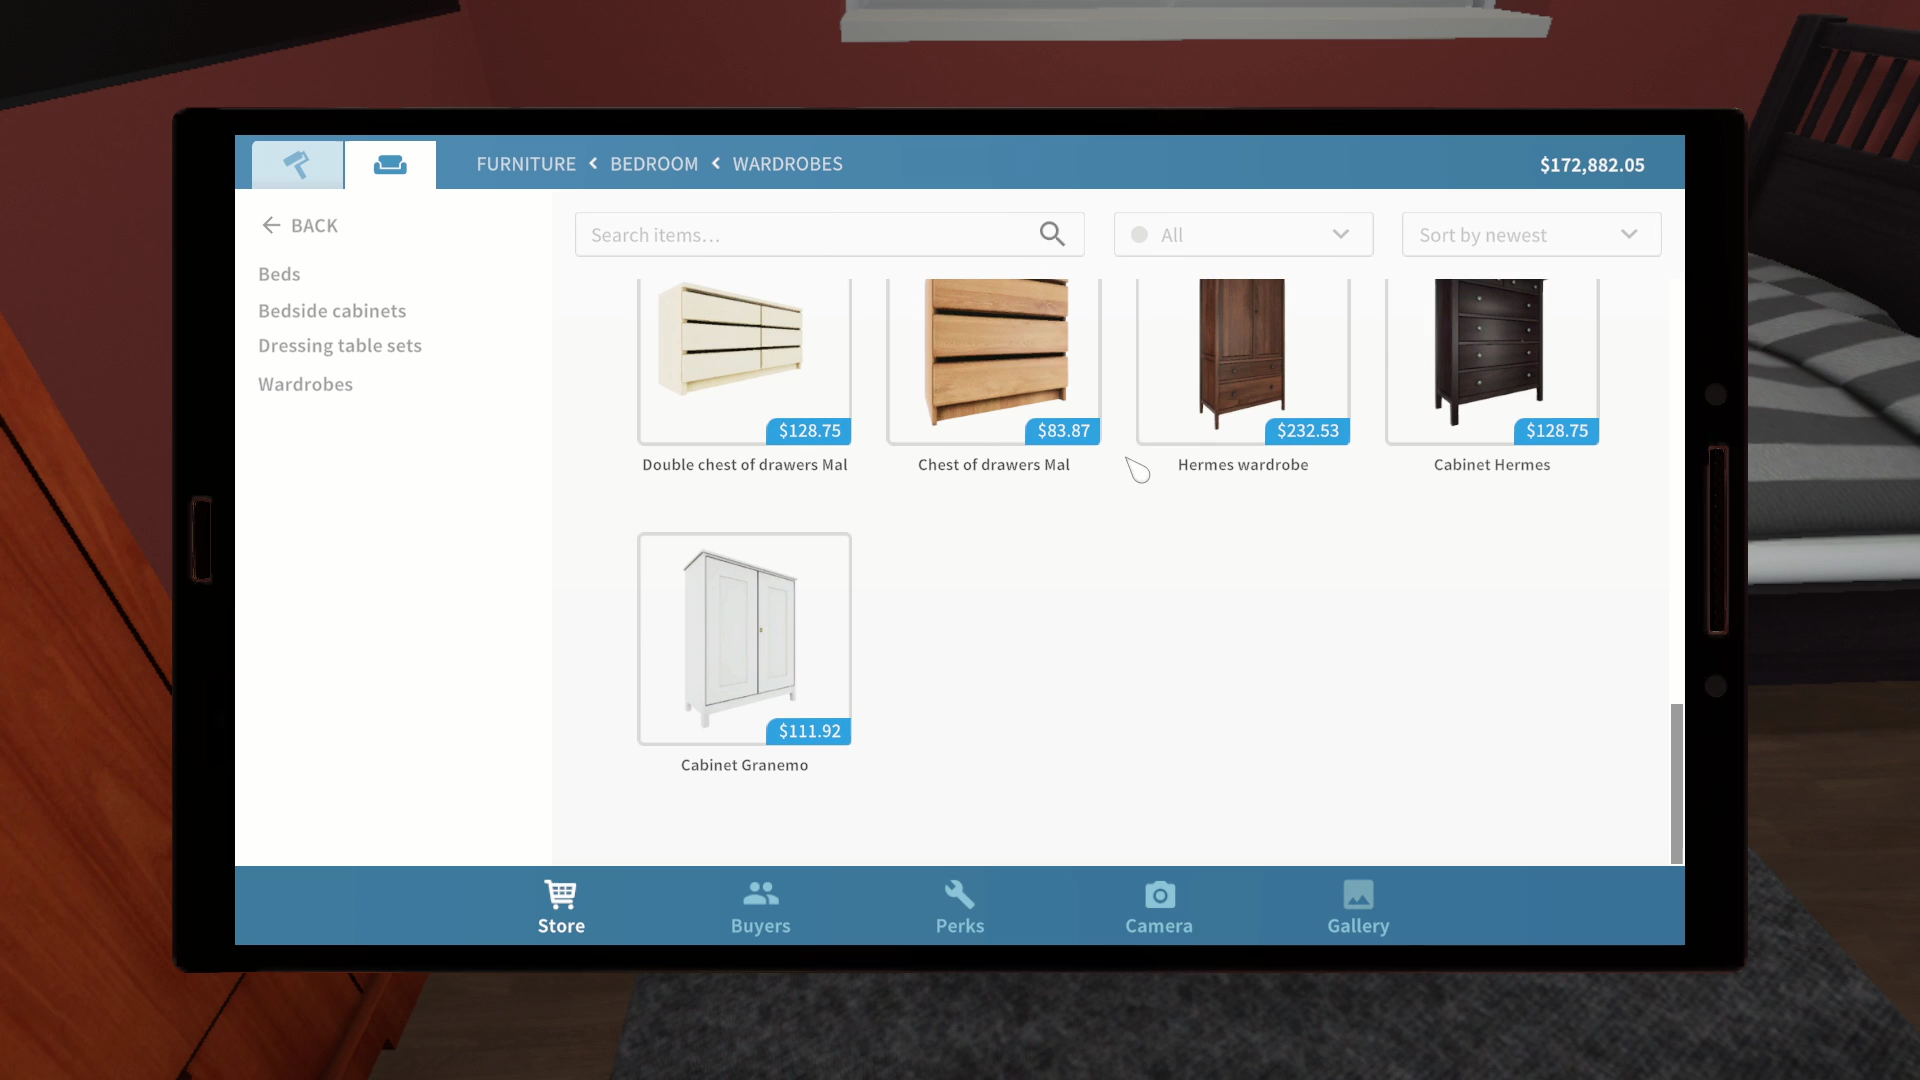 FURNITURE < BEDROOM < WARDROBES
$172,882.05
BACK
Beds
Bedside cabinets
Dressing table sets
Wardrobes
Search items...
All
Sort by newest
$128.75
$83.87
$232.53
$128.75
Double chest of drawers Mal
Chest of drawers Mal
Hermes wardrobe
Cabinet Hermes
$111.92
Cabinet Granemo
Store
Buyers
Perks
Camera
Gallery